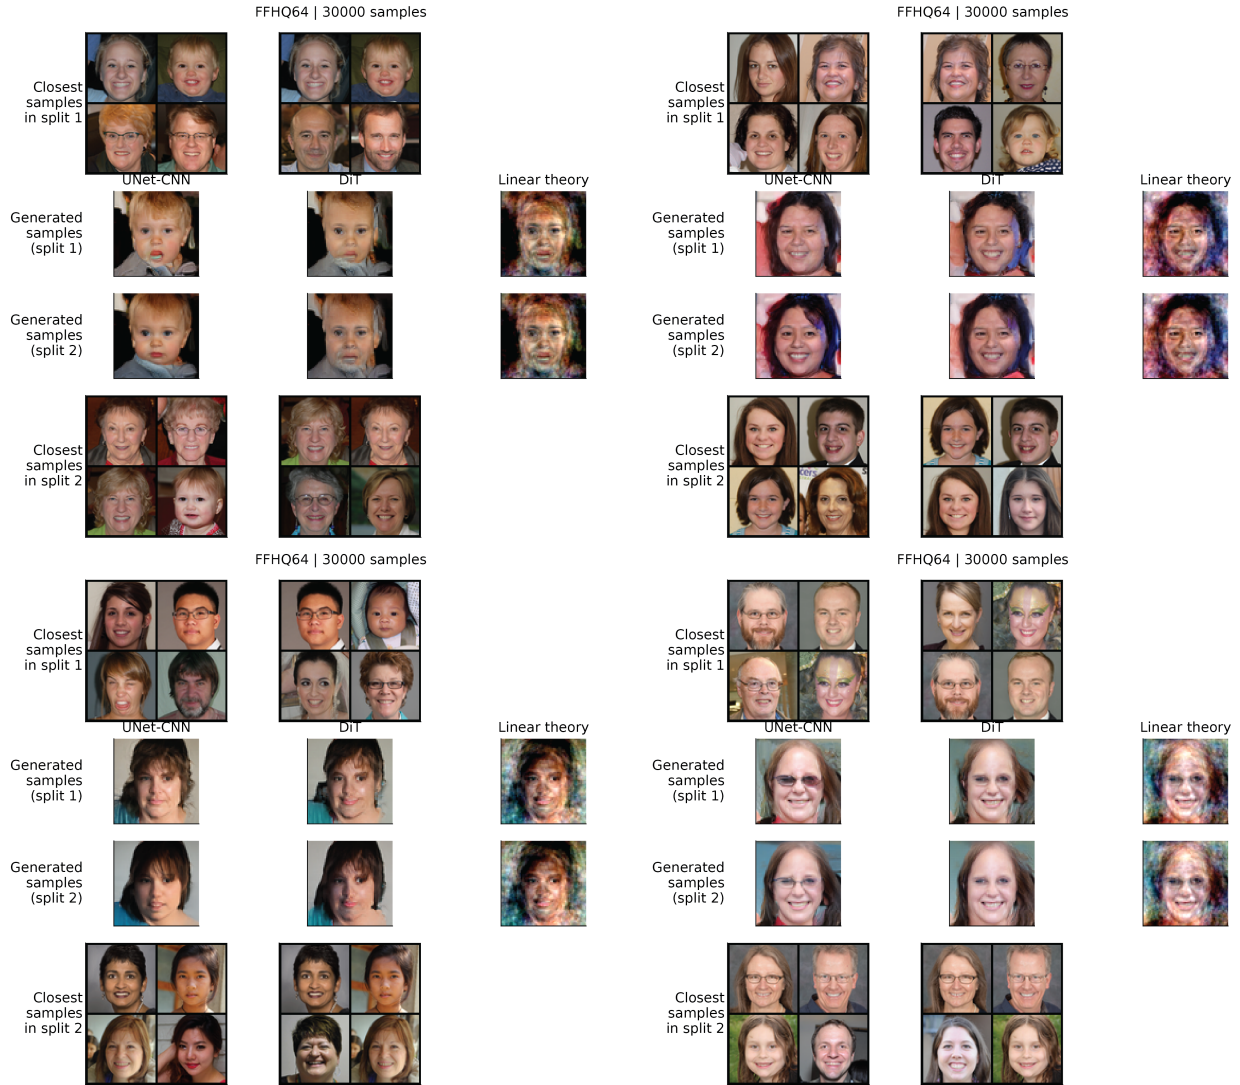 FFHQ64 | 30000 samples
Closest
samples
in split 1
UNet-CNN
DiT
Linear theory
Generated
samples
(split 1)
Generated
samples
(split 2)
Closest
samples
in split 2
FFHQ64 | 30000 samples
Closest
samples
in split 1
UNet-CNN
DiT
Linear theory
Generated
samples
(split 1)
Generated
samples
(split 2)
Closest
samples
in split 2
FFHQ64 | 30000 samples
Closest
samples
in split 1
UNet-CNN
DiT
Linear theory
Generated
samples
(split 1)
Generated
samples
(split 2)
Closest
samples
in split 2
FFHQ64 | 30000 samples
Closest
samples
in split 1
UNet-CNN
DiT
Linear theory
Generated
samples
(split 1)
Generated
samples
(split 2)
Closest
samples
in split 2